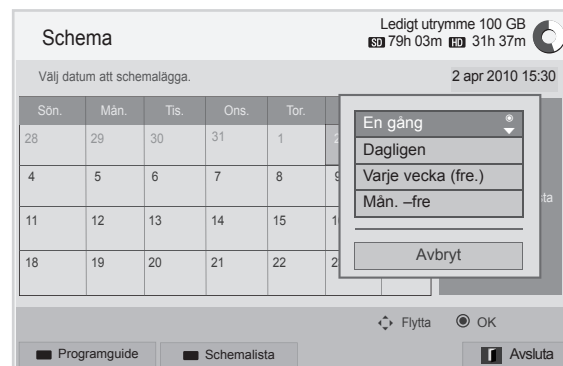 Schema
Ledigt utrymme 100 GB
SD 79h 03m HD 31h 37m
Välj datum att schemalägga.
2 apr 2010 15:30
Sön. Mån. Tis. Ons. Tor.
28 29 30 31 1 2
4 5 6 7 8 9
11 12 13 14 15
18 19 20 21 22
En gång
Dagligen
Varje vecka (fre.)
Mån. –fre
Avbryt
Flytta OK
Programguide Schemalista Avsluta